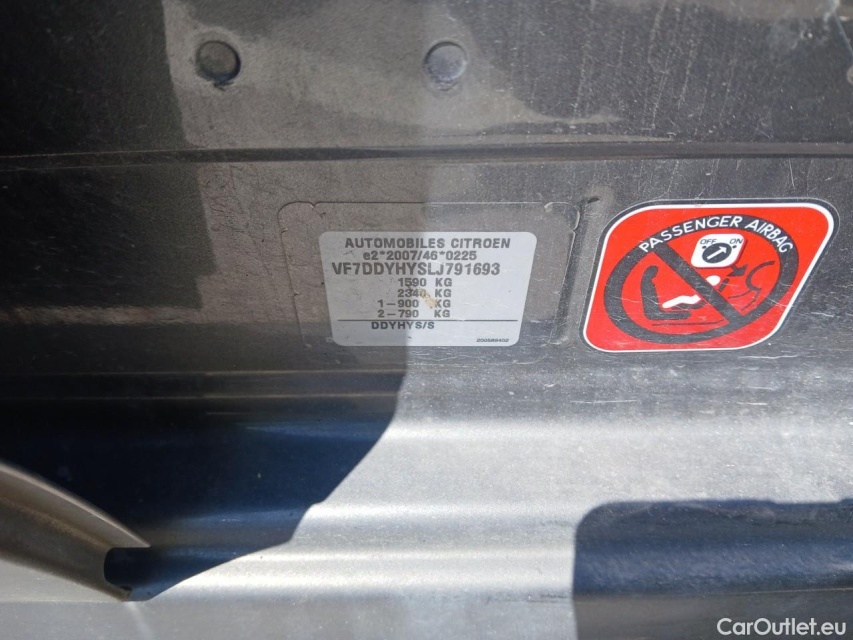 AUTOMOBILES CITROEN
e2*2007/46*0225
VF7DDYHYSLJ791693
1590 KG
2340 KG
1-900 KG
2-790 KG
DDYHYS/S
PASSENGER AIRBAG
OFF ON
CarOutlet.eu